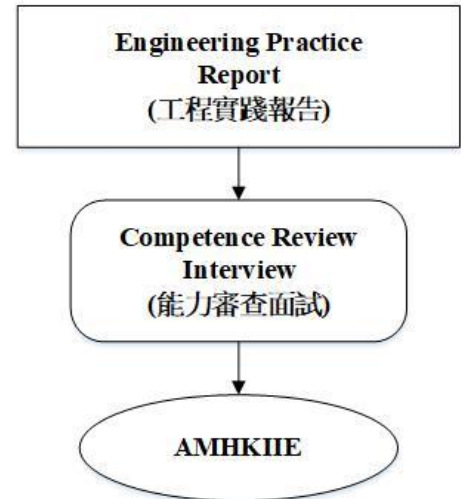 Engineering Practice
Report
(工程實踐報告)
Competence Review
Interview
(能力審查面試)
AMHKIIE